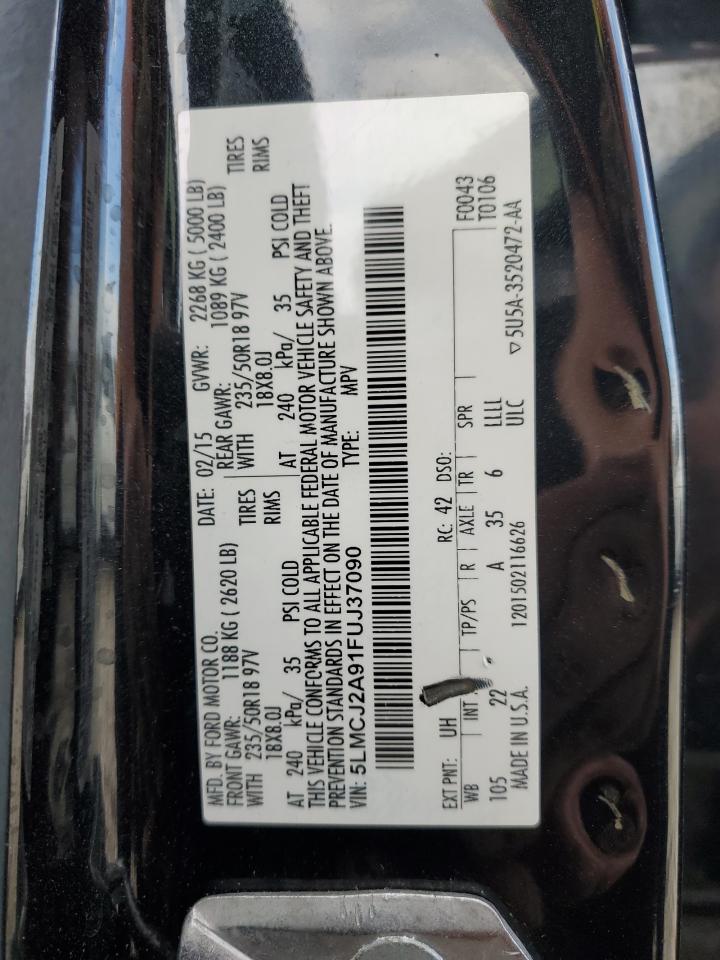 MFD. BY FORD MOTOR CO.
DATE: 02/15 GVWR: 2268 KG ( 5000 LB)
FRONT GAWR: 1188 KG ( 2620 LB)
REAR GAWR: 1089 KG ( 2400 LB)
WITH 235/50R18 97V TIRES
WITH 235/50R18 97V TIRES
18X8.0J RIMS
18X8.0J RIMS
AT 240 kPa/ 35 PSI COLD
AT 240 kPa/ 35 PSI COLD
THIS VEHICLE CONFORMS TO ALL APPLICABLE FEDERAL MOTOR VEHICLE SAFETY AND THEFT
PREVENTION STANDARDS IN EFFECT ON THE DATE OF MANUFACTURE SHOWN ABOVE.
VIN: 5LMCJ2A91FUJ37090
TYPE: MPV
EXT PNT: UH RC: 42 DSO: F0043
WB INT TP/PS R AXLE TR SPR T0106
105 22 A 35 6 LLLL
MADE IN U.S.A. 1201502116626 ULC ▽5U5A-3520472-AA